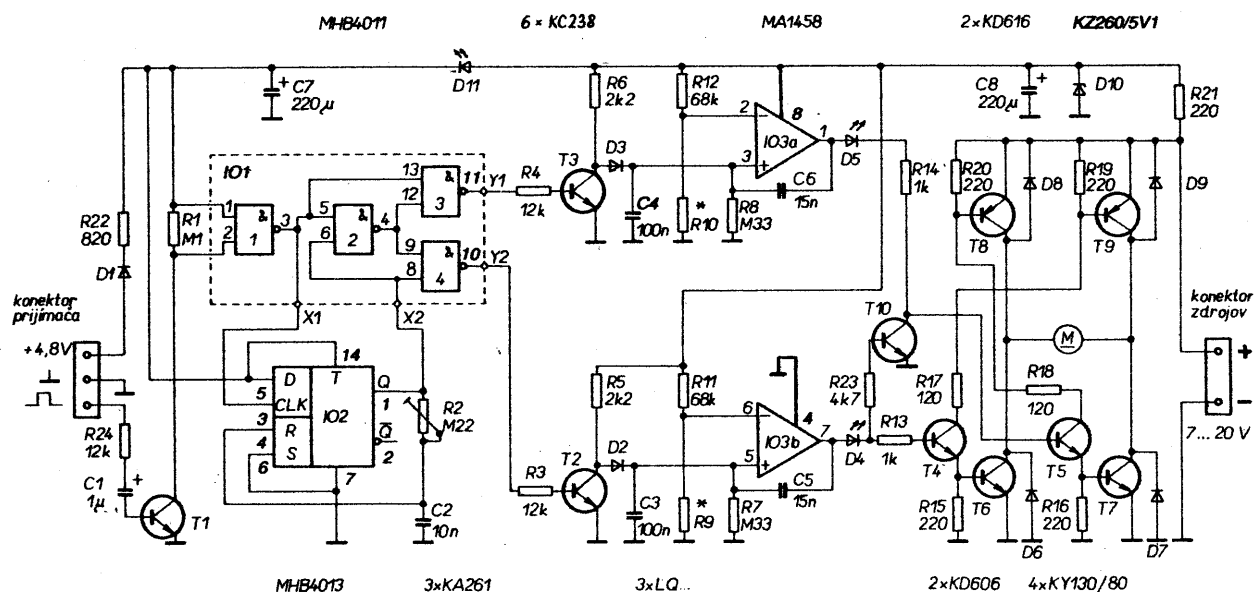 MHB4011 6×KC238 MA1458 2×KD616 KZ260/5V1
C7
220μ
D11
R6
2k2
R12
68k
8
2
3
1
IO3a
D5
C8
220μ
D10
R21
220
IO1
13
12
11
Y1
&
3
R4
12k
T3
D3
C4
100n
*
R10
R8
M33
C6
15n
R14
1k
R20
220
D8
R19
220
D9
T8
T9
R22
820
R1
M1
1
2
&
1
3
5
6
&
2
4
9
8
&
4
10
Y2
D1
konektor
prijímača
+4,8V
X1
X2
T10
konektor
zdrojov
+
−
7...20 V
M
14
D
T
Q
5
CLK
1
3
R
IO2
Q
4
S
2
6
7
R2
M22
R5
2k2
R11
68k
6
5
4
7
IO3b
D4
R23
4k7
R13
1k
R17
120
R18
120
R24
12k
C1
1μ
+
T1
C2
10n
R3
12k
T2
D2
C3
100n
*
R9
R7
M33
C5
15n
T4
T5
R15
220
T6
R16
220
T7
D6
D7
MHB4013 3×KA261 3×LQ... 2×KD606 4×KY130/80